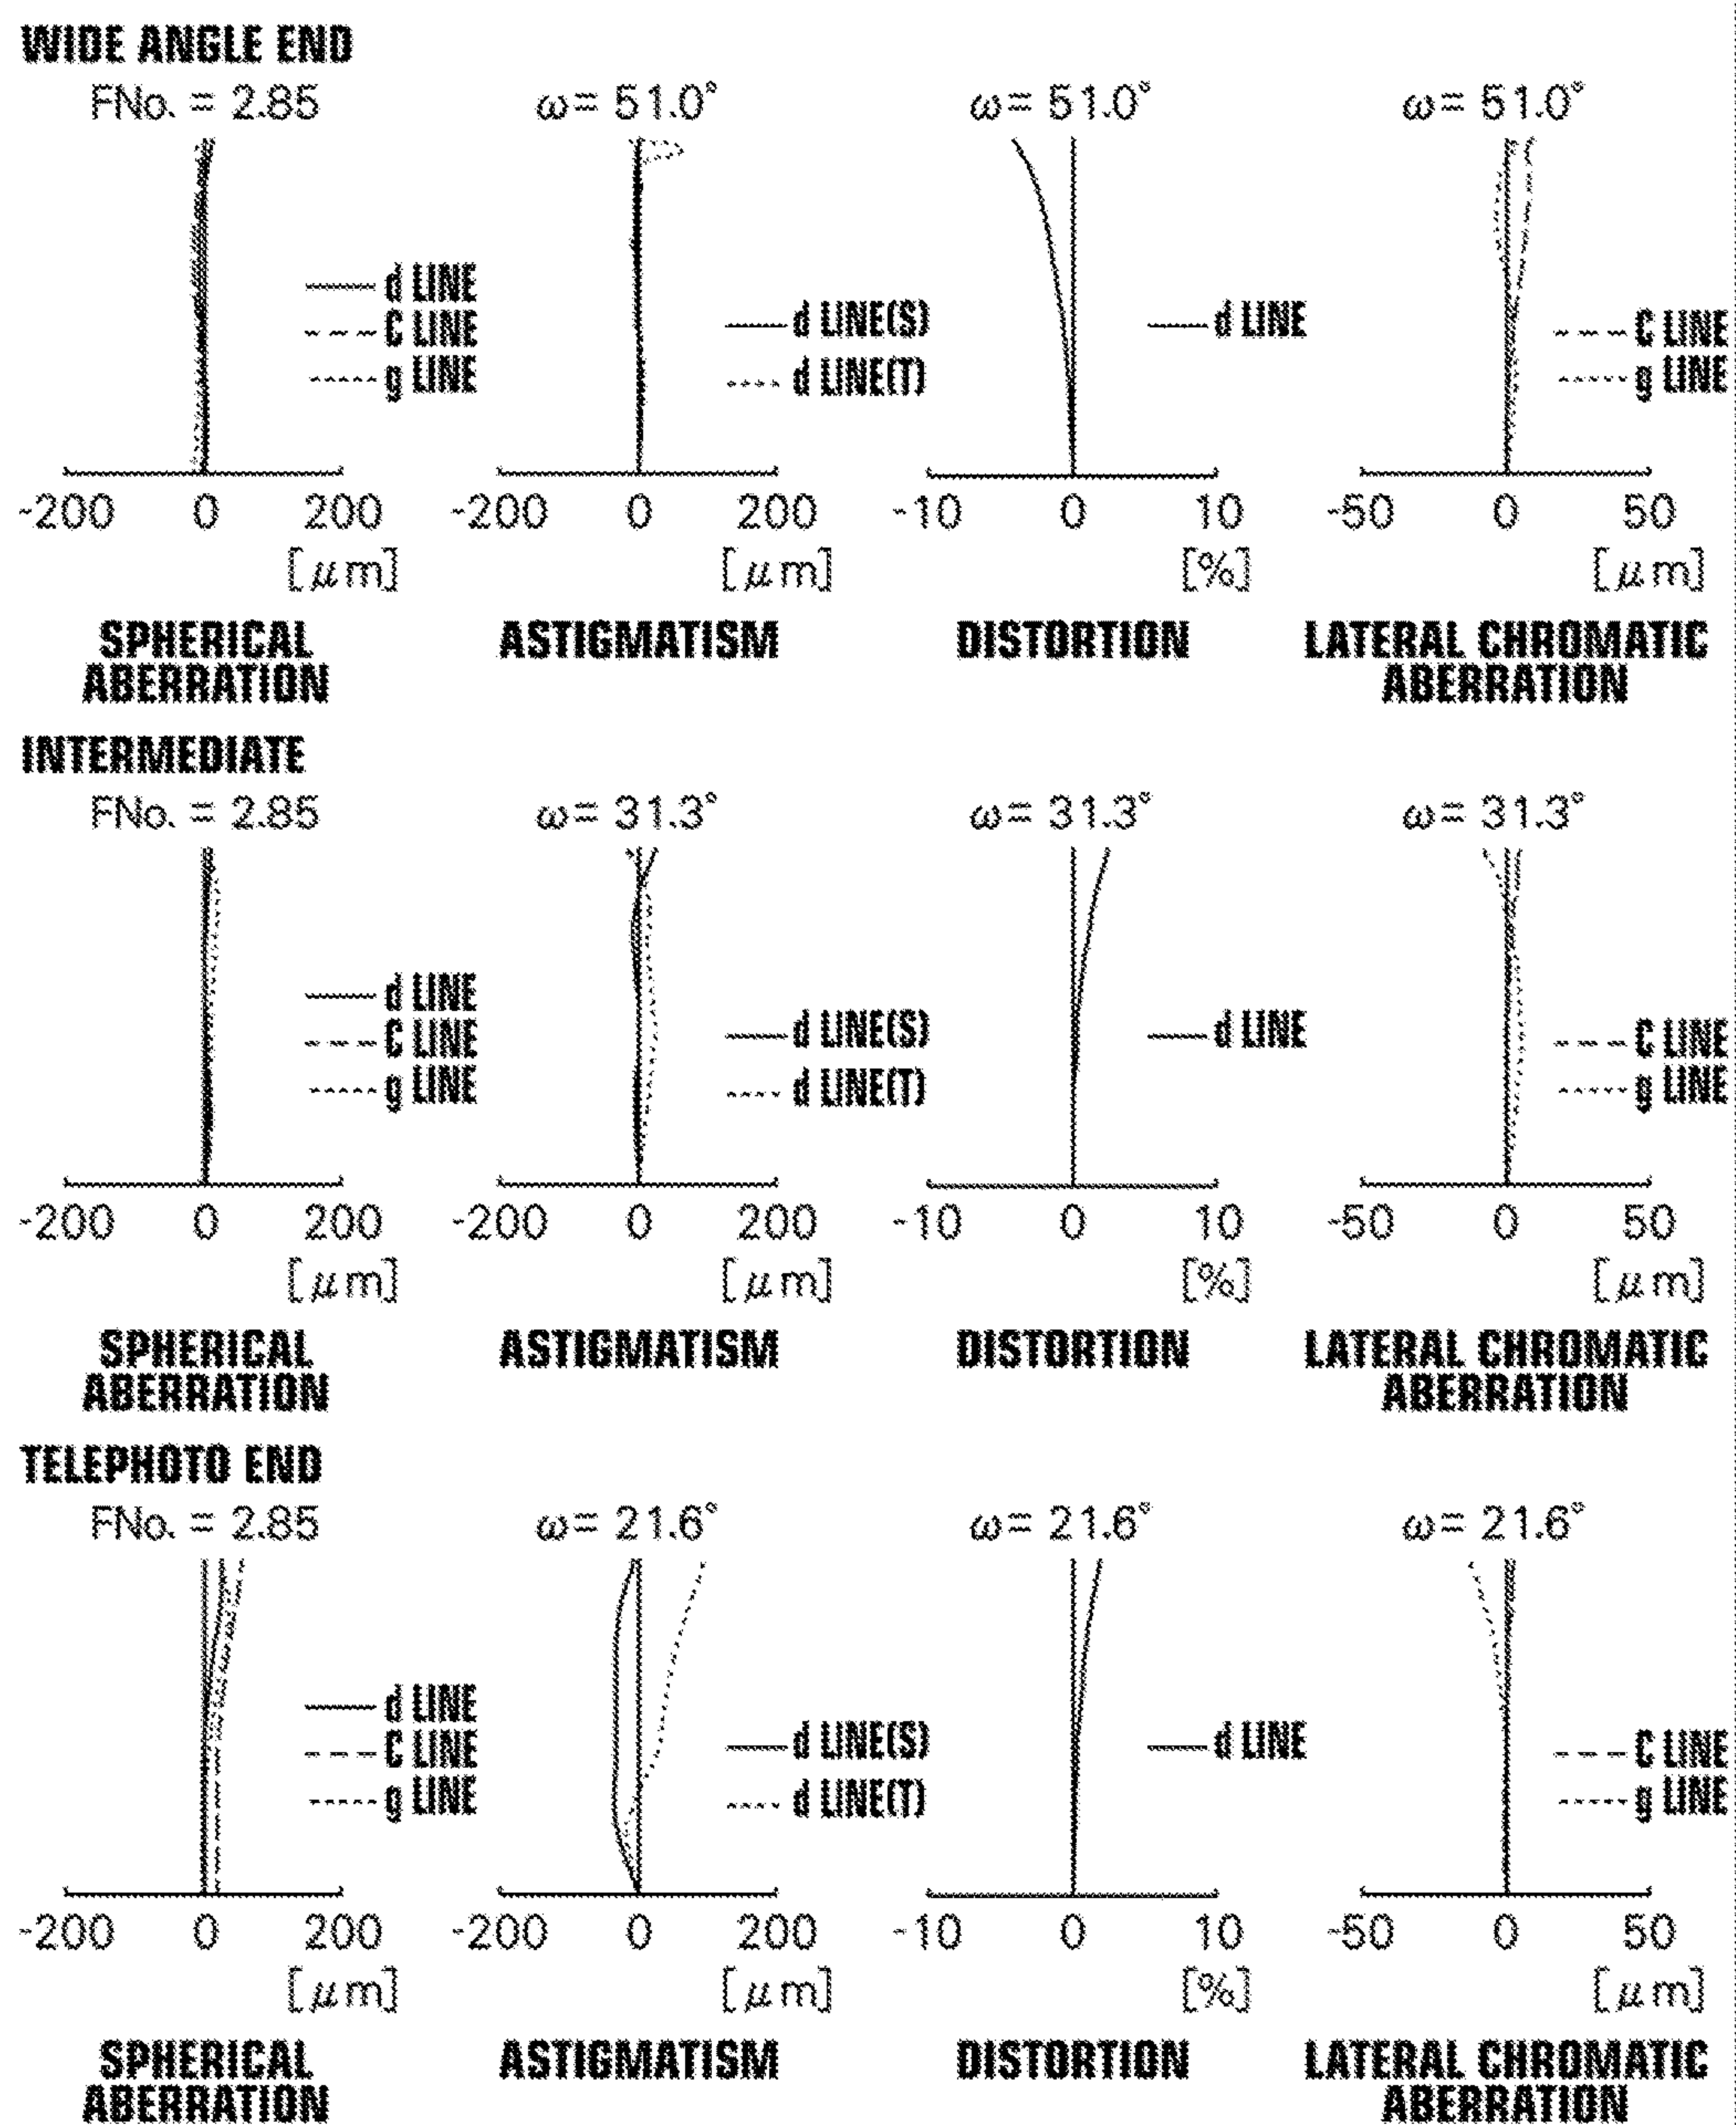 WIDE ANGLE END
FNo. = 2.85
ω= 51.0°
ω= 51.0°
ω= 51.0°
d LINE
C LINE
g LINE
d LINE(S)
d LINE(T)
d LINE
C LINE
g LINE
-200 0 200
-200 0 200
-10 0 10
-50 0 50
[μm]
[μm]
[%]
[μm]
SPHERICAL
ABERRATION
ASTIGMATISM
DISTORTION
LATERAL CHROMATIC
ABERRATION
INTERMEDIATE
FNo. = 2.85
ω= 31.3°
ω= 31.3°
ω= 31.3°
d LINE
C LINE
g LINE
d LINE(S)
d LINE(T)
d LINE
C LINE
g LINE
-200 0 200
-200 0 200
-10 0 10
-50 0 50
[μm]
[μm]
[%]
[μm]
SPHERICAL
ABERRATION
ASTIGMATISM
DISTORTION
LATERAL CHROMATIC
ABERRATION
TELEPHOTO END
FNo. = 2.85
ω= 21.6°
ω= 21.6°
ω= 21.6°
d LINE
C LINE
g LINE
d LINE(S)
d LINE(T)
d LINE
C LINE
g LINE
-200 0 200
-200 0 200
-10 0 10
-50 0 50
[μm]
[μm]
[%]
[μm]
SPHERICAL
ABERRATION
ASTIGMATISM
DISTORTION
LATERAL CHROMATIC
ABERRATION